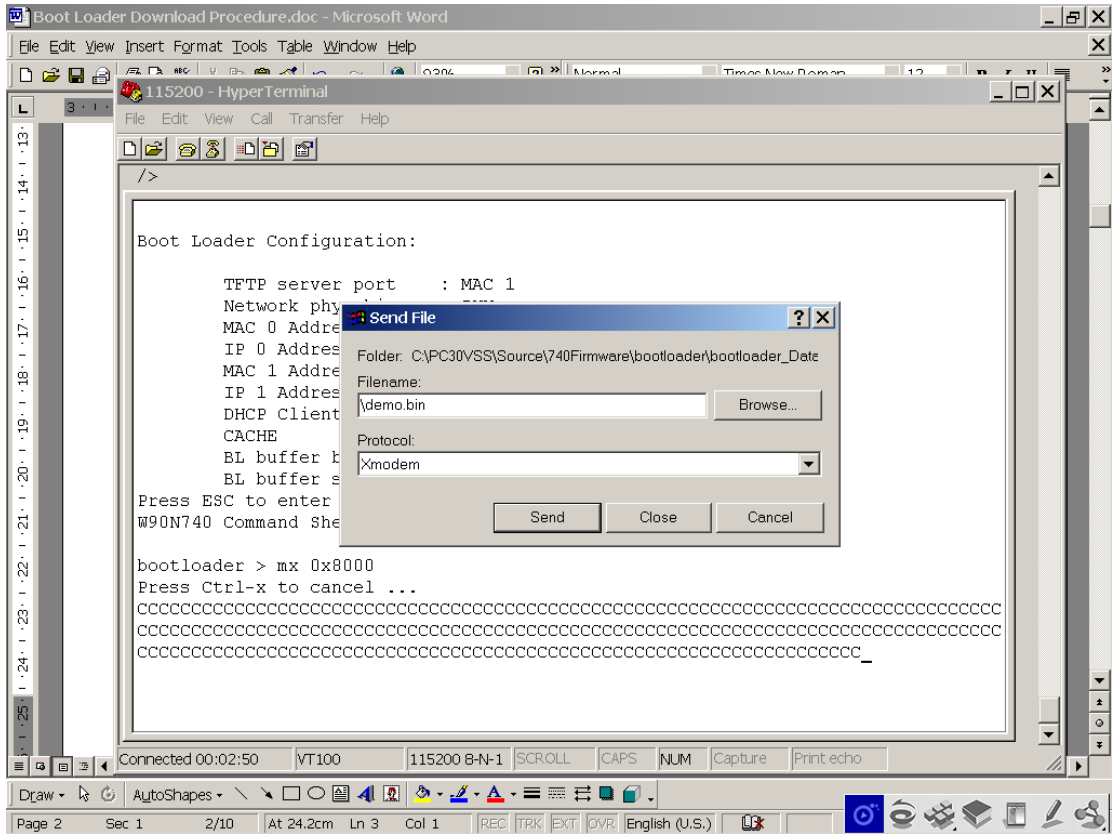 Boot Loader Download Procedure.doc - Microsoft Word
File Edit View Insert Format Tools Table Window Help
115200 - HyperTerminal
File Edit View Call Transfer Help
/>
Boot Loader Configuration:
TFTP server port : MAC 1
Network phy
MAC 0 Addre
IP 0 Addres
MAC 1 Addre
IP 1 Addres
DHCP Client
CACHE
BL buffer b
BL buffer s
Press ESC to enter
W90N740 Command She
Send File
Folder: C:\PC30VSS\Source\740Firmware\bootloader\bootloader_Date
Filename:
\demo.bin
Browse...
Protocol:
Xmodem
Send Close Cancel
bootloader > mx 0x8000
Press Ctrl-x to cancel ...
CCCCCCCCCCCCCCCCCCCCCCCCCCCCCCCCCCCCCCCCCCCCCCCCCCCCCCCCCCCCCCCCCCCCCCCCCCCCCCCC
CCCCCCCCCCCCCCCCCCCCCCCCCCCCCCCCCCCCCCCCCCCCCCCCCCCCCCCCCCCCCCCCCCCCCCCCCCCCCCCC
CCCCCCCCCCCCCCCCCCCCCCCCCCCCCCCCCCCCCCCCCCCCCCCCCCCCCCCCCCCCCCCCCCC_
Connected 00:02:50 VT100 115200 8-N-1 SCROLL CAPS NUM Capture Print echo
Draw AutoShapes
Page 2 Sec 1 2/10 At 24.2cm Ln 3 Col 1 REC TRK EXT OVR English (U.S.)